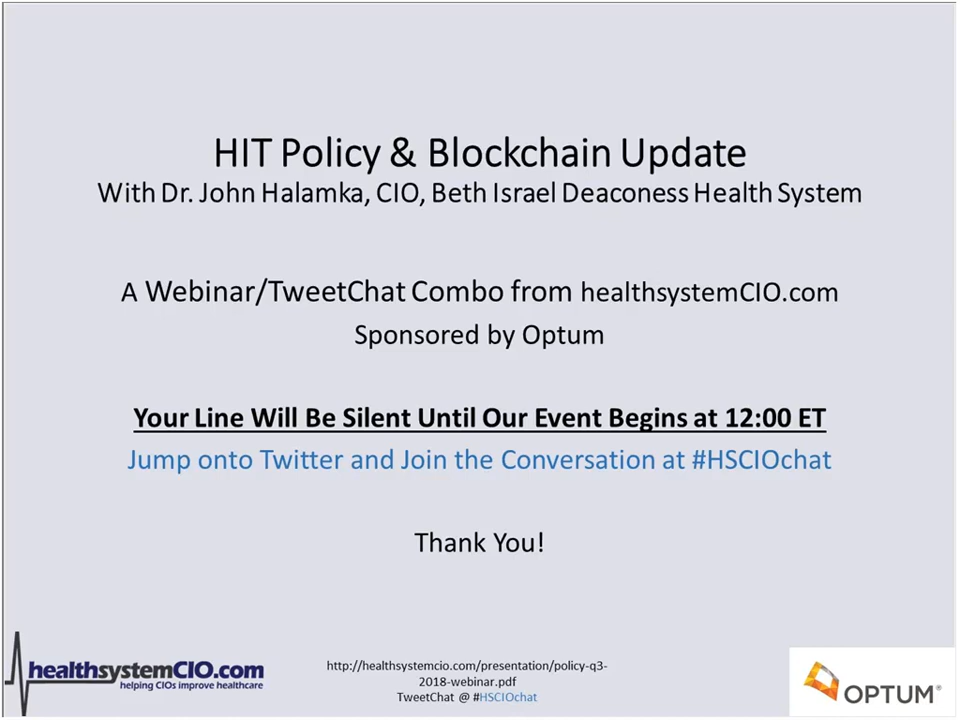 HIT Policy & Blockchain Update
With Dr. John Halamka, CIO, Beth Israel Deaconess Health System
A Webinar/TweetChat Combo from healthsystemCIO.com
Sponsored by Optum
Your Line Will Be Silent Until Our Event Begins at 12:00 ET
Jump onto Twitter and Join the Conversation at #HSCIOchat
Thank You!
healthsystemCIO.com
helping CIOs improve healthcare
http://healthsystemcio.com/presentation/policy-q3-
2018-webinar.pdf
TweetChat @ #HSCIOchat
OPTUM®